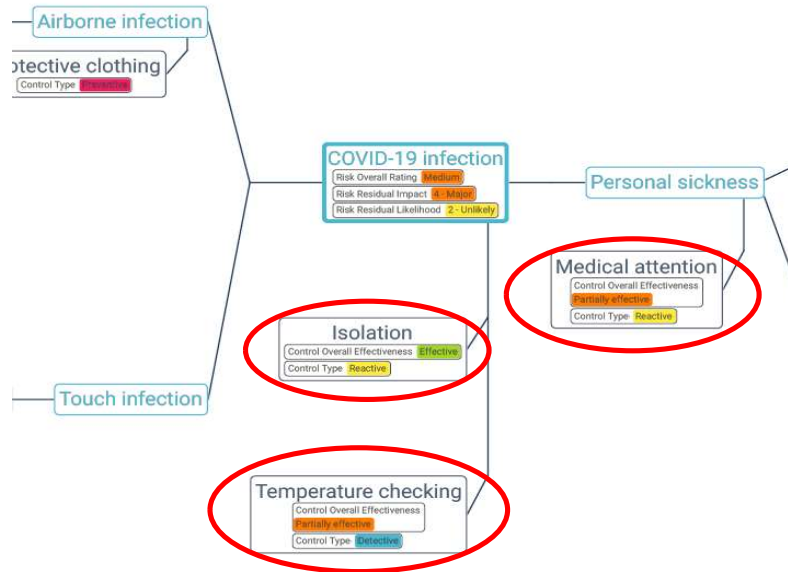 Airborne infection
otective clothing
Control Type Preventive
COVID-19 infection
Risk Overall Rating Medium
Risk Residual Impact 4 - Major
Risk Residual Likelihood 2 - Unlikely
Personal sickness
Medical attention
Control Overall Effectiveness
Partially effective
Control Type Reactive
Isolation
Control Overall Effectiveness Effective
Control Type Reactive
Touch infection
Temperature checking
Control Overall Effectiveness
Partially effective
Control Type Detective